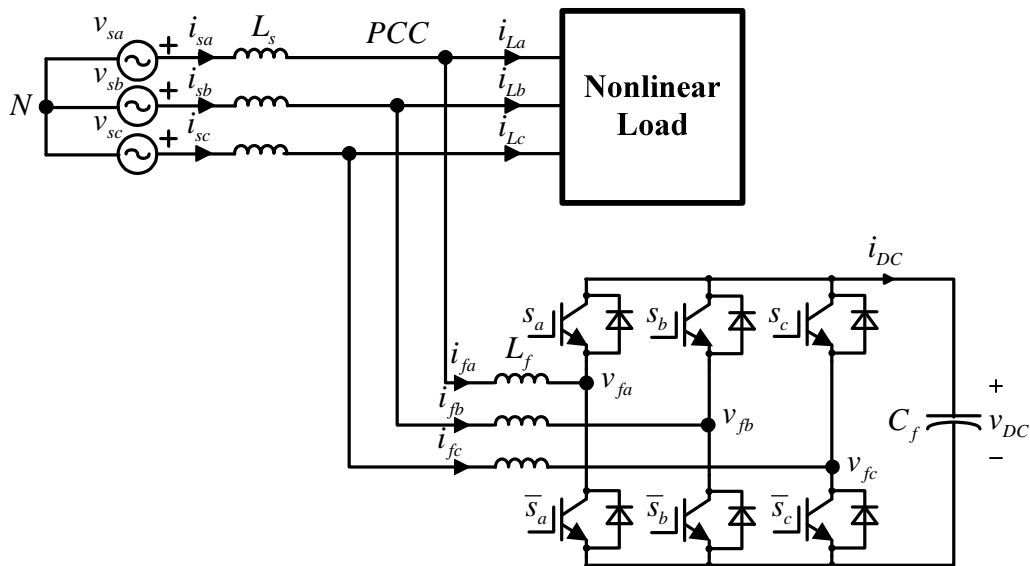 v_sa i_sa L_s PCC i_La
v_sb i_sb i_Lb
N
v_sc i_sc i_Lc
Nonlinear
Load
i_DC
s_a s_b s_c
i_fa L_f v_fa
i_fb v_fb
i_fc v_fc
C_f + v_DC −
s̅_a s̅_b s̅_c